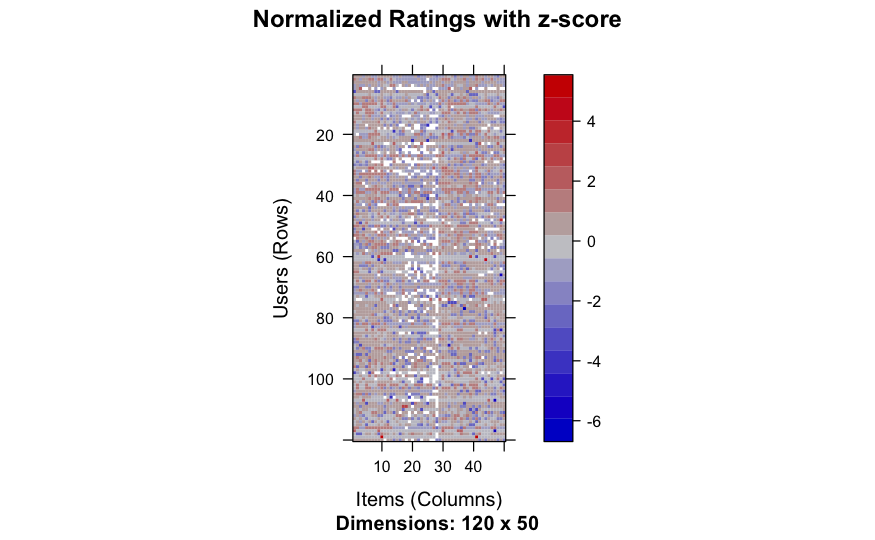 Normalized Ratings with z-score
Users (Rows)
20
40
60
80
100
10 20 30 40
Items (Columns)
Dimensions: 120 x 50
4
2
0
-2
-4
-6